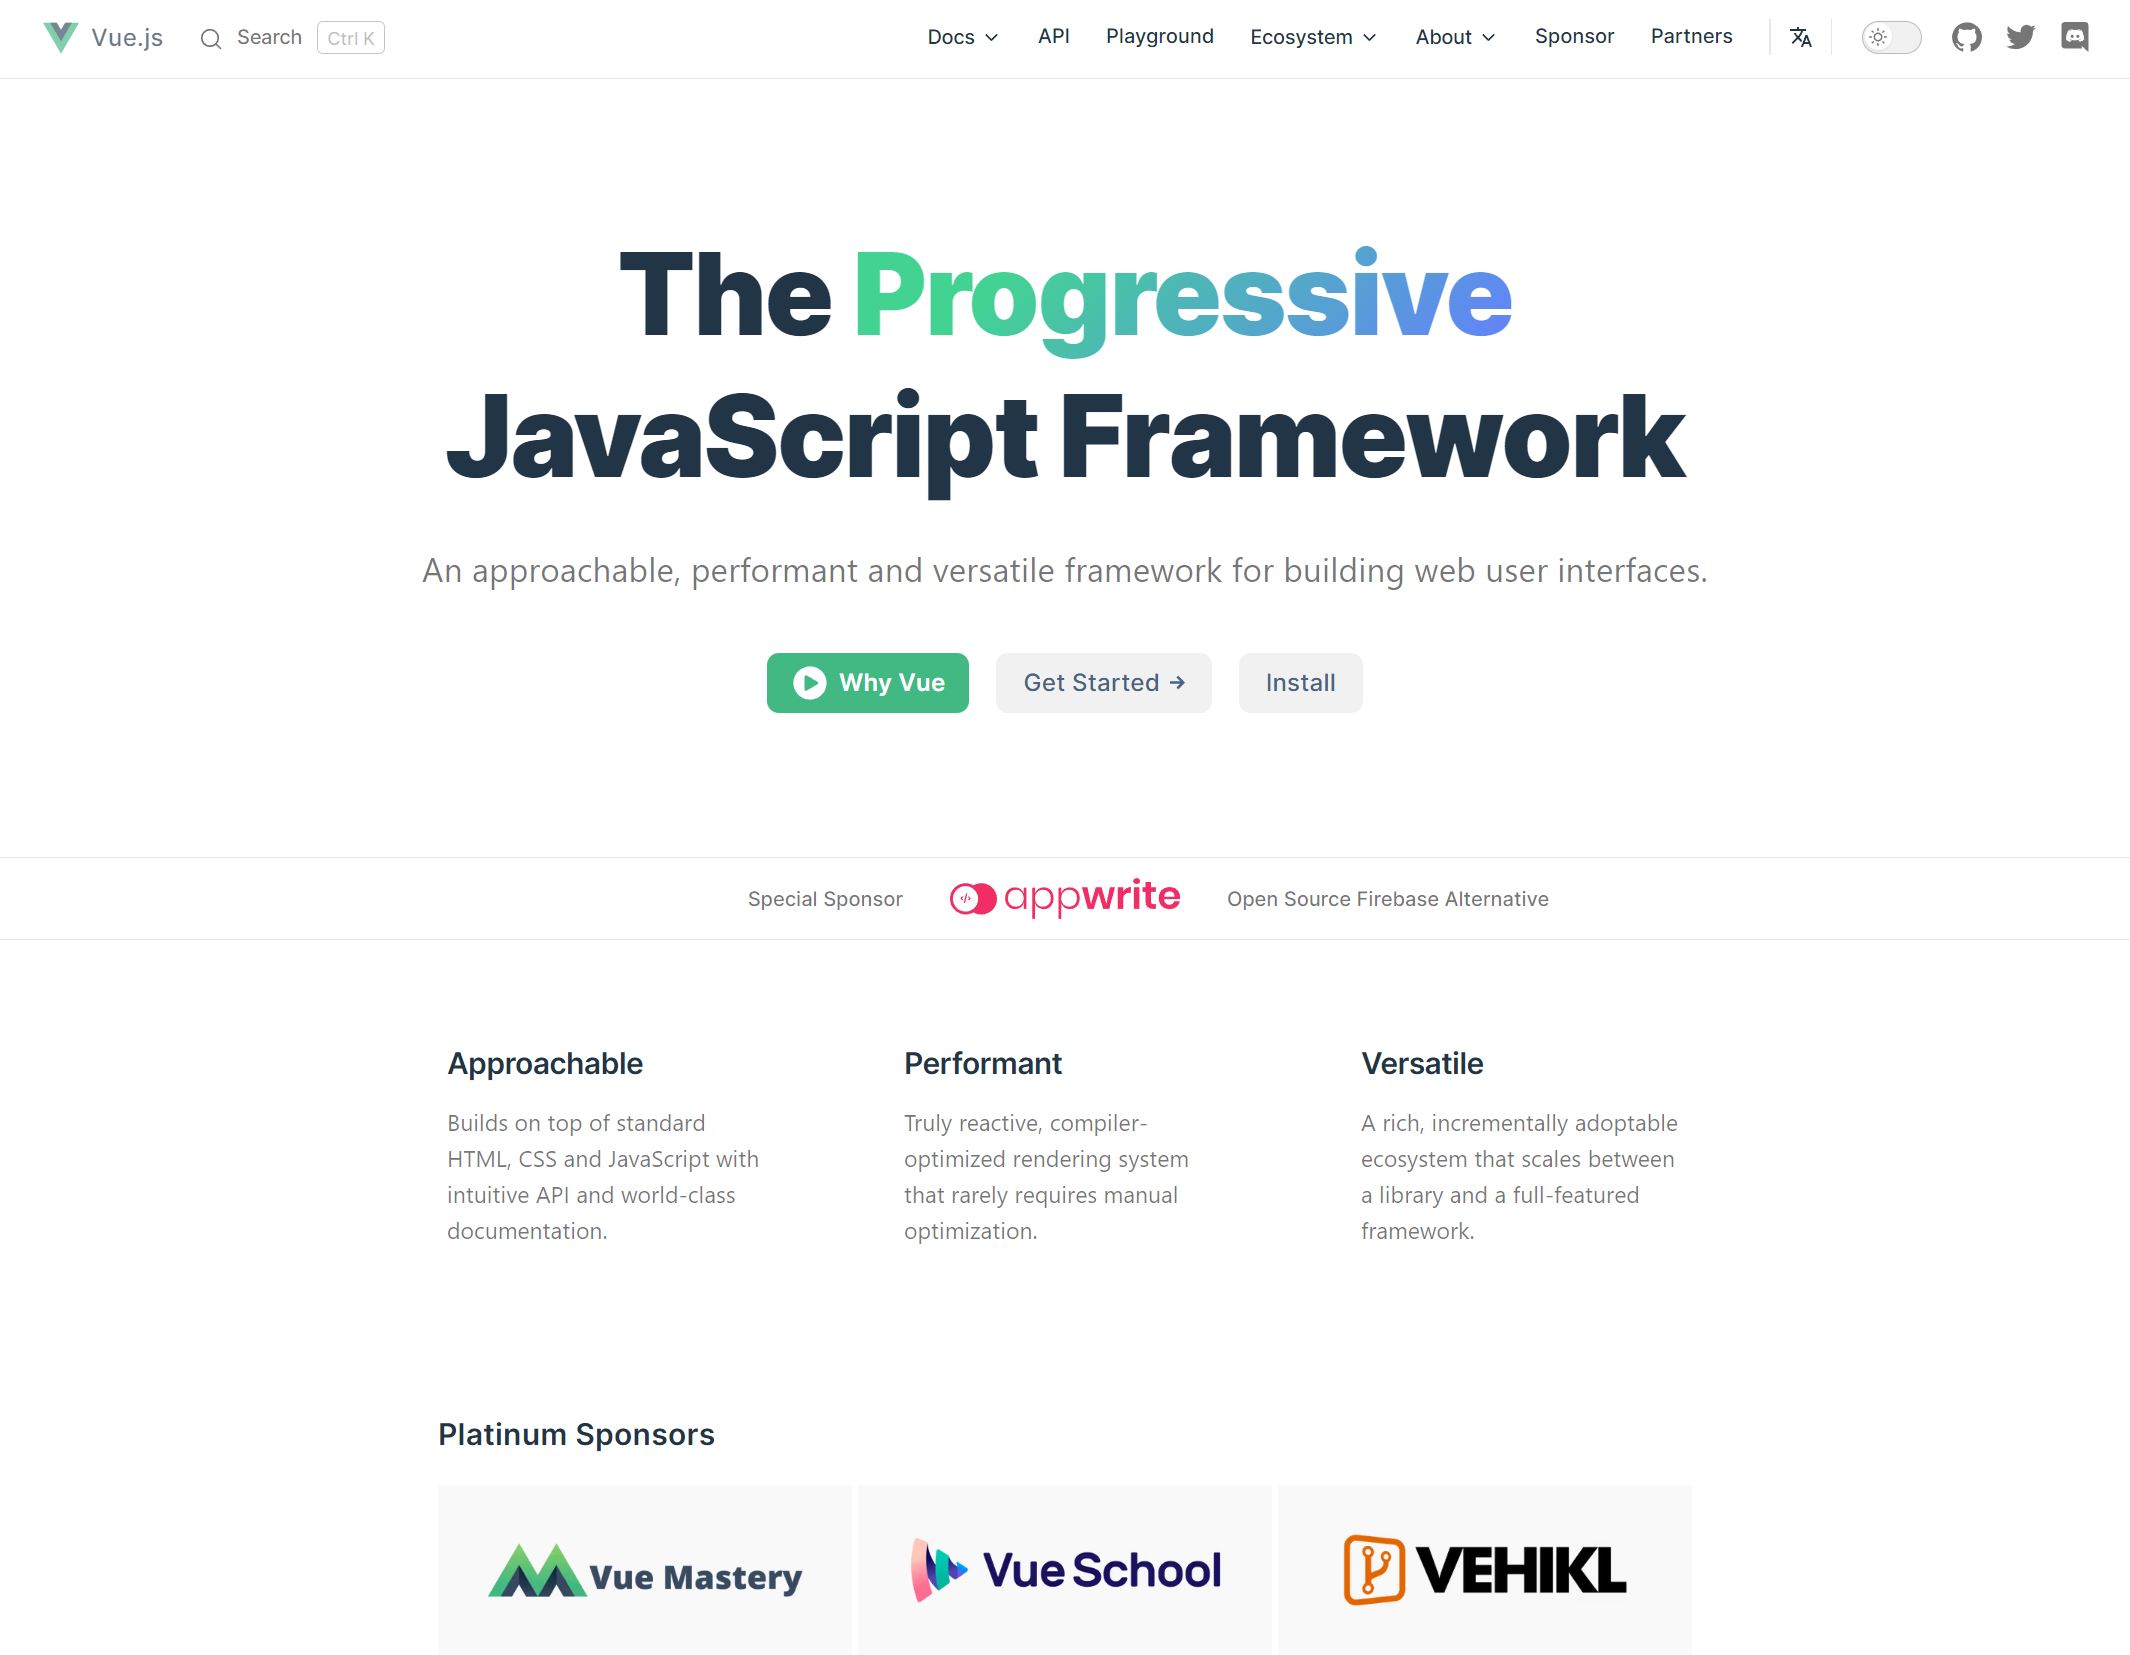 Vue.js Search Ctrl K Docs API Playground Ecosystem About Sponsor Partners
The Progressive
JavaScript Framework
An approachable, performant and versatile framework for building web user interfaces.
Why Vue Get Started → Install
Special Sponsor appwrite Open Source Firebase Alternative
Approachable
Builds on top of standard
HTML, CSS and JavaScript with
intuitive API and world-class
documentation.
Performant
Truly reactive, compiler-
optimized rendering system
that rarely requires manual
optimization.
Versatile
A rich, incrementally adoptable
ecosystem that scales between
a library and a full-featured
framework.
Platinum Sponsors
Vue Mastery Vue School VEHIKL